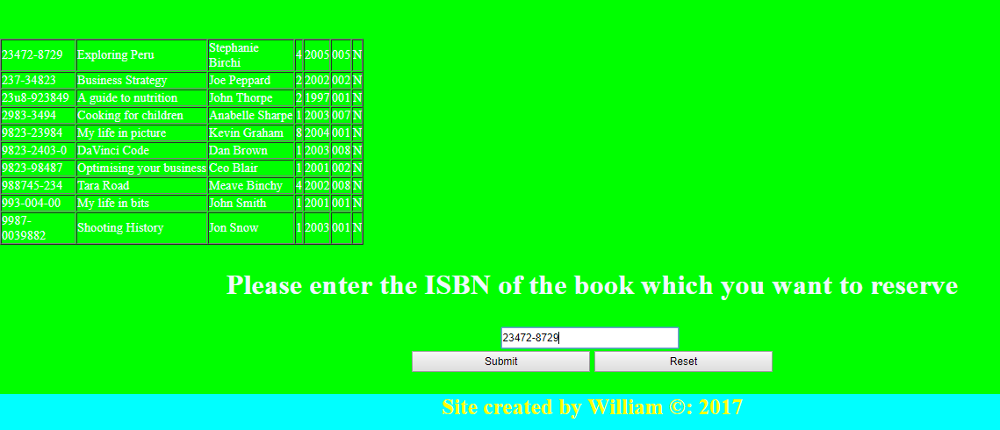 23472-8729 Exploring Peru Stephanie Birchi 4 2005 005 N
237-34823 Business Strategy Joe Peppard 2 2002 002 N
23u8-923849 A guide to nutrition John Thorpe 2 1997 001 N
2983-3494 Cooking for children Anabelle Sharpe 1 2003 007 N
9823-23984 My life in picture Kevin Graham 8 2004 001 N
9823-2403-0 DaVinci Code Dan Brown 1 2003 008 N
9823-98487 Optimising your business Ceo Blair 1 2001 002 N
988745-234 Tara Road Meave Binchy 4 2002 008 N
993-004-00 My life in bits John Smith 1 2001 001 N
9987-0039882 Shooting History Jon Snow 1 2003 001 N
Please enter the ISBN of the book which you want to reserve
23472-8729
Submit Reset
Site created by William ©: 2017